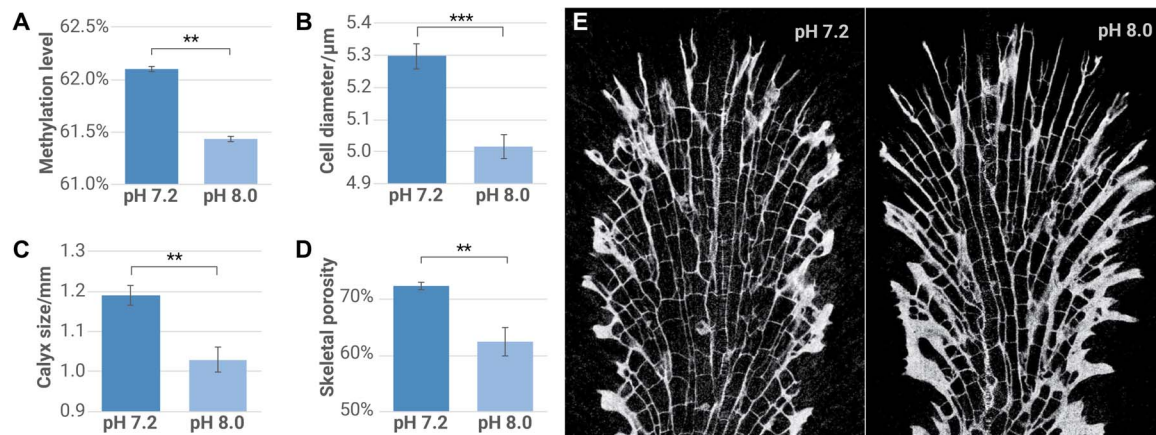 A
Methylation level
62.5%
62.0%
61.5%
61.0%
**
pH 7.2
pH 8.0
B
Cell diameter/µm
5.4
5.3
5.2
5.1
5.0
4.9
***
pH 7.2
pH 8.0
C
Calyx size/mm
1.3
1.2
1.1
1.0
0.9
**
pH 7.2
pH 8.0
D
Skeletal porosity
70%
60%
50%
**
pH 7.2
pH 8.0
E
pH 7.2
pH 8.0